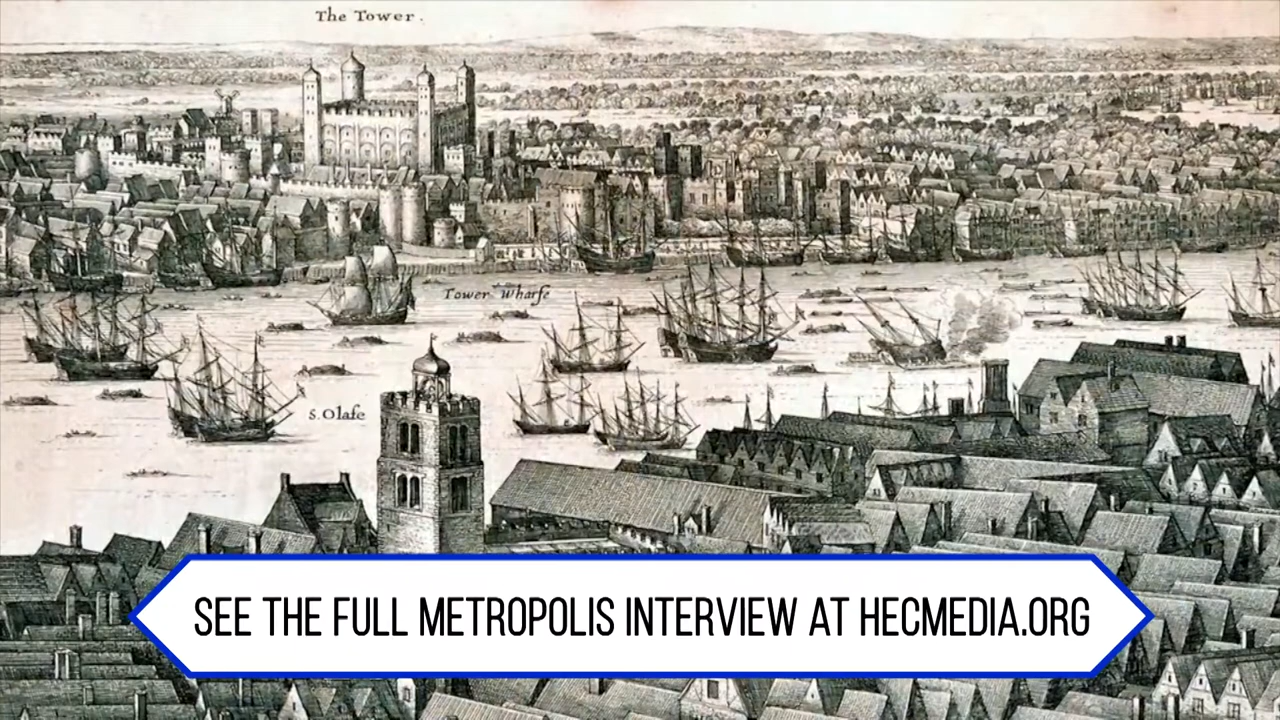 The Tower.
Tower wharfe
S. Olafe
SEE THE FULL METROPOLIS INTERVIEW AT HECMEDIA.ORG